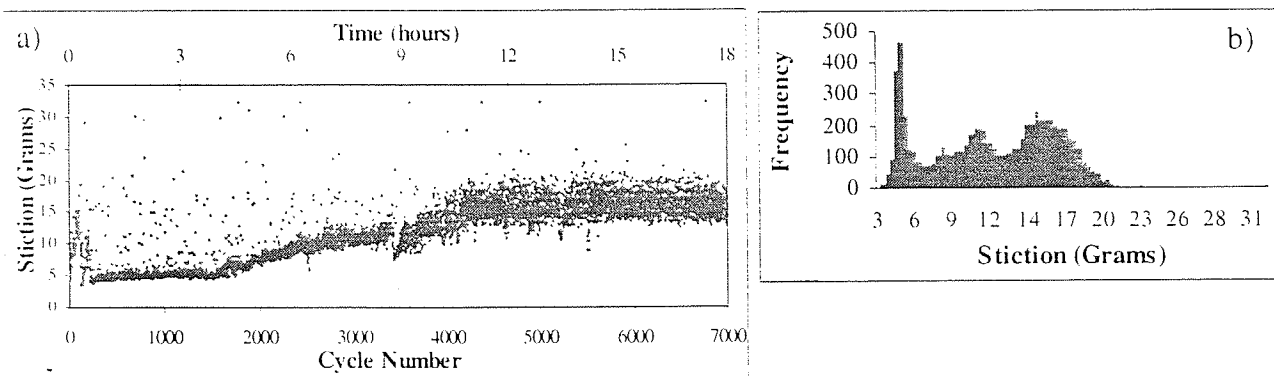 a)
Time (hours)
0 3 4 6 9 12 15 18
Stiction (Grams)
35
30
25
20
15
10
5
0
0 1000 2000 3000 4000 5000 6000 7000
Cycle Number
b)
Frequency
500
400
300
200
100
0
3 6 9 12 14 17 20 23 26 28 31
Stiction (Grams)